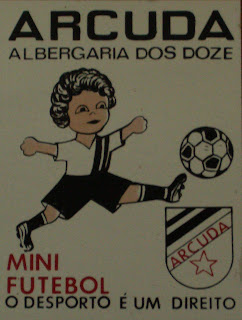 ARCUDA
ALBERGARIA DOS DOZE
ARCUDA
MINI
FUTEBOL
O DESPORTO É UM DIREITO